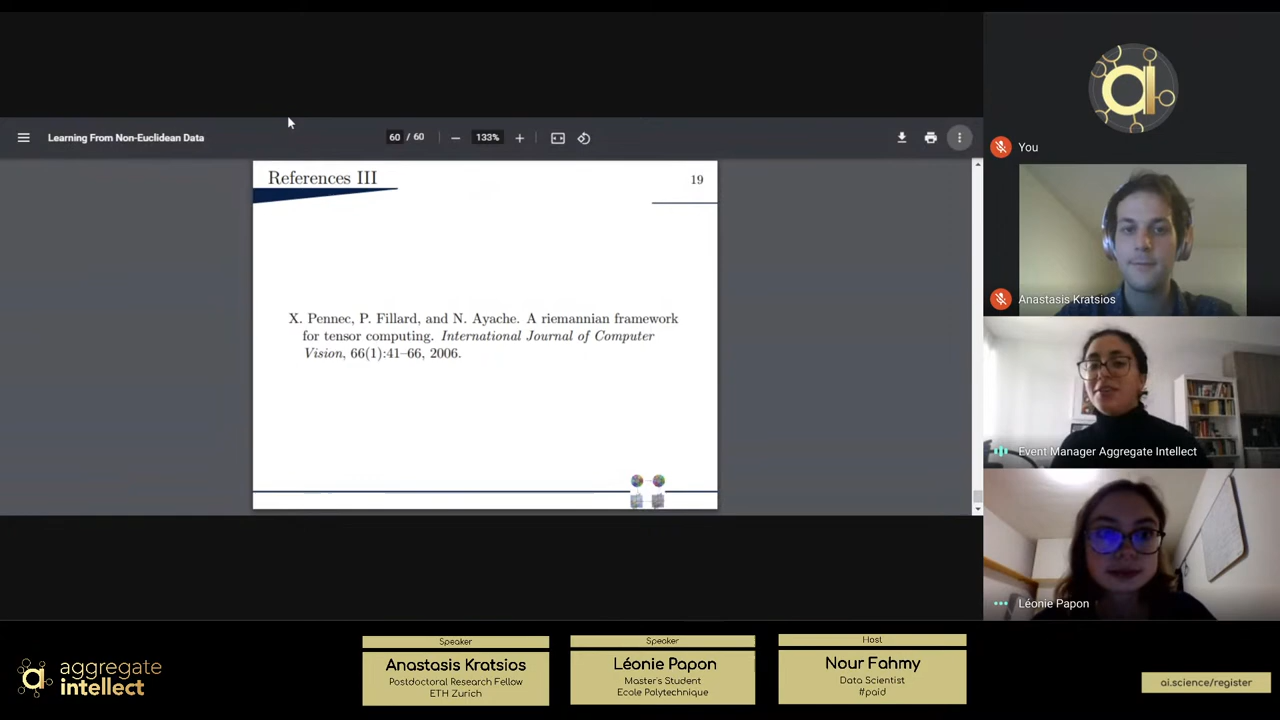 Learning From Non-Euclidean Data
60 / 60
133%
References III
19
X. Pennec, P. Fillard, and N. Ayache. A riemannian framework
for tensor computing. International Journal of Computer
Vision, 66(1):41–66, 2006.
You
Anastasis Kratsios
Event Manager Aggregate Intellect
Léonie Papon
aggregate
intellect
Speaker
Anastasis Kratsios
Postdoctoral Research Fellow
ETH Zurich
Speaker
Léonie Papon
Master's Student
Ecole Polytechnique
Host
Nour Fahmy
Data Scientist
#paid
ai.science/register